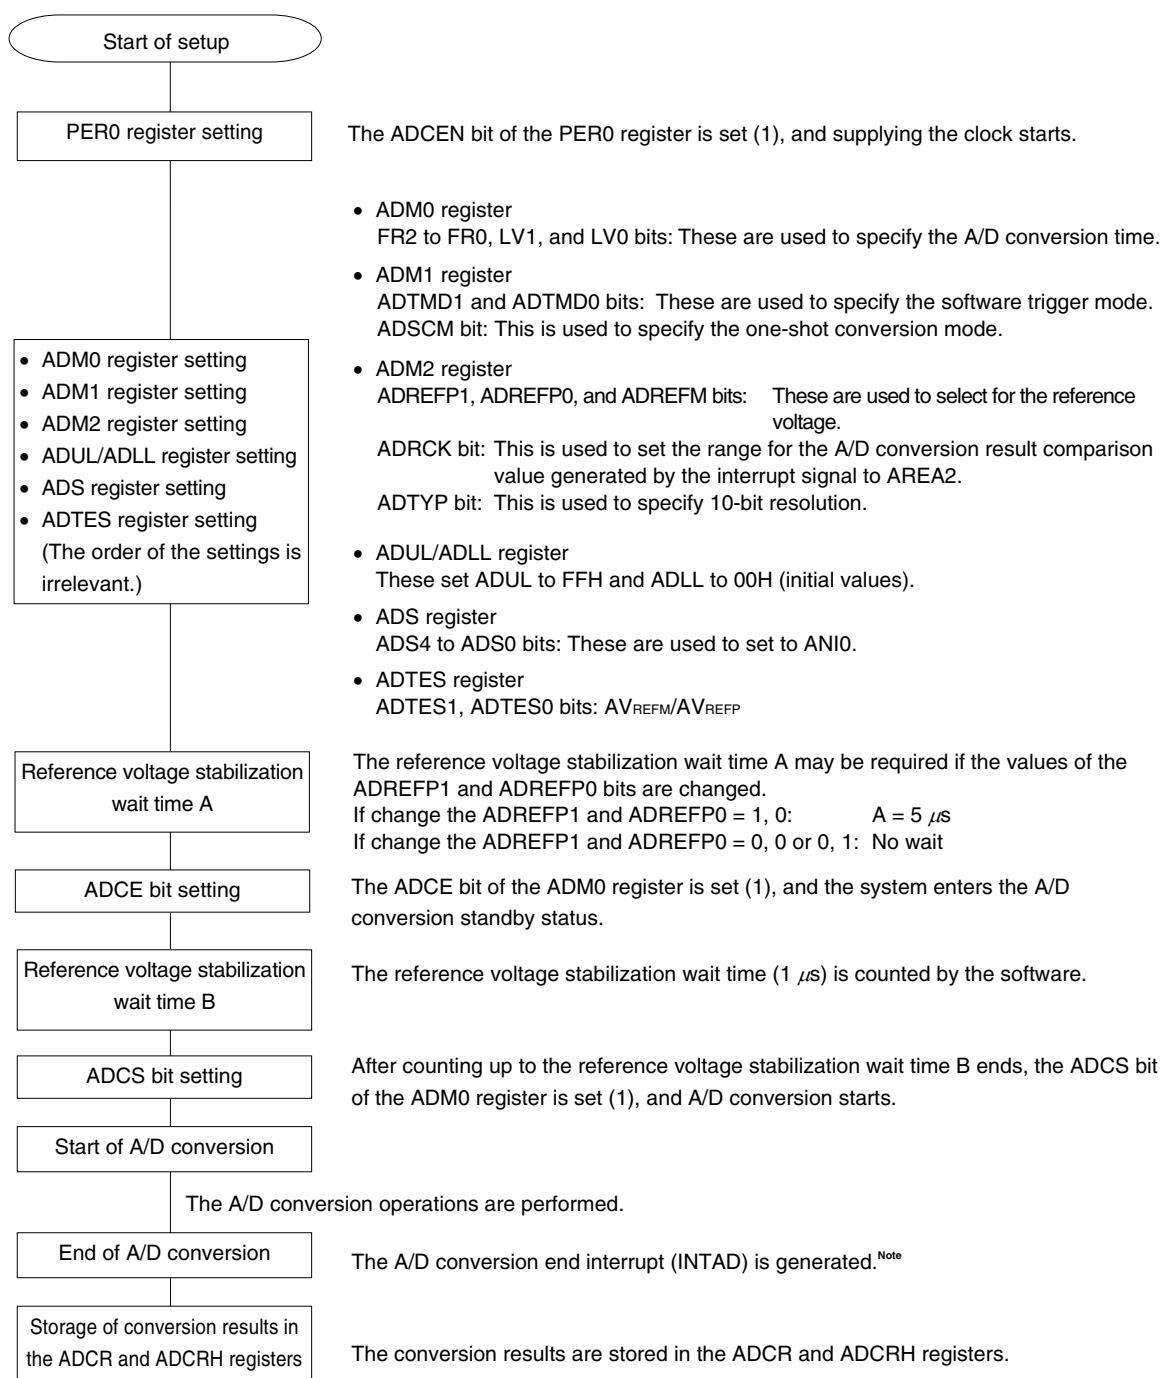 Start of setup
PER0 register setting
The ADCEN bit of the PER0 register is set (1), and supplying the clock starts.
• ADM0 register setting
• ADM1 register setting
• ADM2 register setting
• ADUL/ADLL register setting
• ADS register setting
• ADTES register setting
(The order of the settings is
irrelevant.)
• ADM0 register
FR2 to FR0, LV1, and LV0 bits: These are used to specify the A/D conversion time.
• ADM1 register
ADTMD1 and ADTMD0 bits: These are used to specify the software trigger mode.
ADSCM bit: This is used to specify the one-shot conversion mode.
• ADM2 register
ADREFP1, ADREFP0, and ADREFM bits: These are used to select for the reference
voltage.
ADRCK bit: This is used to set the range for the A/D conversion result comparison
value generated by the interrupt signal to AREA2.
ADTYP bit: This is used to specify 10-bit resolution.
• ADUL/ADLL register
These set ADUL to FFH and ADLL to 00H (initial values).
• ADS register
ADS4 to ADS0 bits: These are used to set to ANI0.
• ADTES register
ADTES1, ADTES0 bits: AVREFM/AVREFP
Reference voltage stabilization
wait time A
The reference voltage stabilization wait time A may be required if the values of the
ADREFP1 and ADREFP0 bits are changed.
If change the ADREFP1 and ADREFP0 = 1, 0: A = 5 μs
If change the ADREFP1 and ADREFP0 = 0, 0 or 0, 1: No wait
ADCE bit setting
The ADCE bit of the ADM0 register is set (1), and the system enters the A/D
conversion standby status.
Reference voltage stabilization
wait time B
The reference voltage stabilization wait time (1 μs) is counted by the software.
ADCS bit setting
After counting up to the reference voltage stabilization wait time B ends, the ADCS bit
of the ADM0 register is set (1), and A/D conversion starts.
Start of A/D conversion
The A/D conversion operations are performed.
End of A/D conversion
The A/D conversion end interrupt (INTAD) is generated.Note
Storage of conversion results in
the ADCR and ADCRH registers
The conversion results are stored in the ADCR and ADCRH registers.